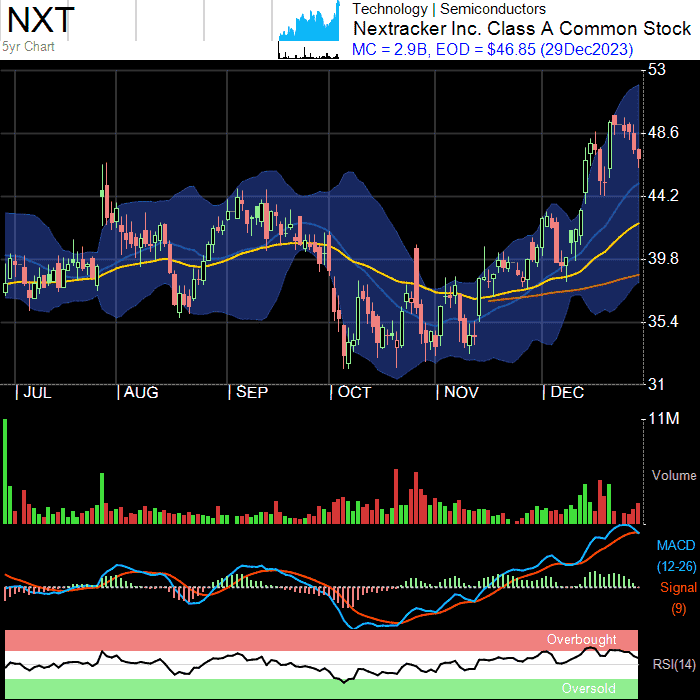 NXT
5yr Chart
Technology | Semiconductors
Nextracker Inc. Class A Common Stock
MC = 2.9B, EOD = $46.85 (29Dec2023)
53
48.6
44.2
39.8
35.4
31
JUL
AUG
SEP
OCT
NOV
DEC
11M
Volume
MACD
(12-26)
Signal
(9)
Overbought
RSI(14)
Oversold